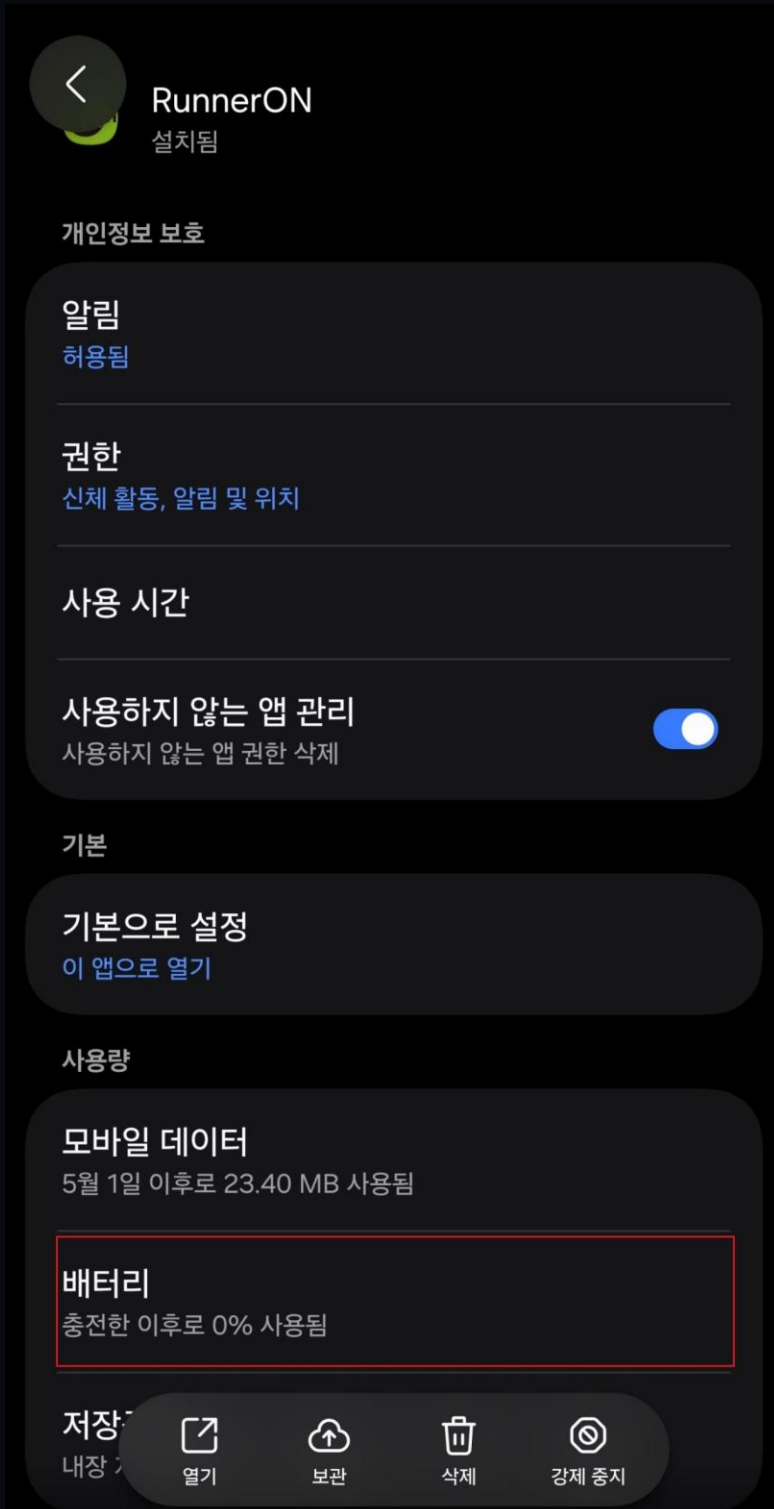 RunnerON
설치됨
개인정보 보호
알림
허용됨
권한
신체 활동, 알림 및 위치
사용 시간
사용하지 않는 앱 관리
사용하지 않는 앱 권한 삭제
기본
기본으로 설정
이 앱으로 열기
사용량
모바일 데이터
5월 1일 이후로 23.40 MB 사용됨
배터리
충전한 이후로 0% 사용됨
내장
열기
보관
삭제
강제 중지